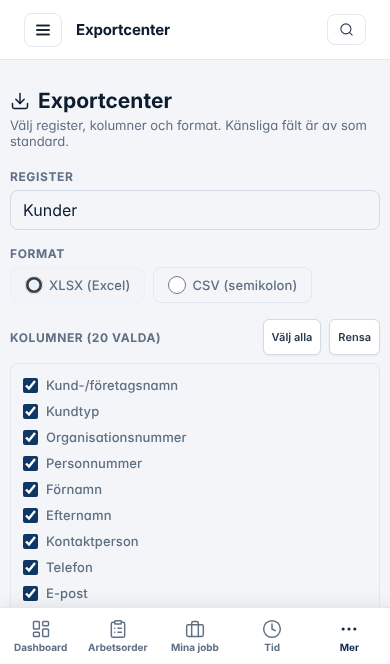 Exportcenter
Exportcenter
Välj register, kolumner och format. Känsliga fält är av som
standard.
REGISTER
Kunder
FORMAT
XLSX (Excel)
CSV (semikolon)
KOLUMNER (20 VALDA)
Välj alla
Rensa
Kund-/företagsnamn
Kundtyp
Organisationsnummer
Personnummer
Förnamn
Efternamn
Kontaktperson
Telefon
E-post
Dashboard
Arbetsorder
Mina jobb
Tid
Mer